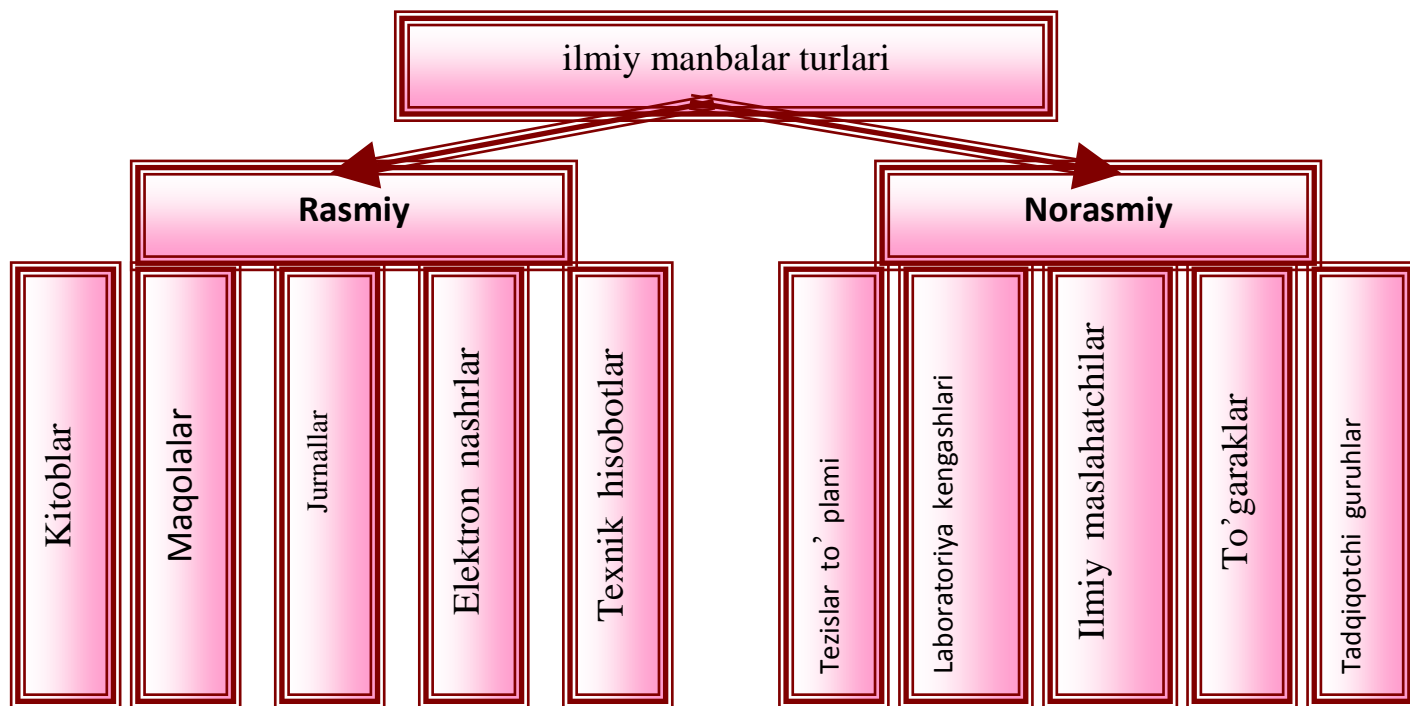 ilmiy manbalar turlari
Rasmiy
Norasmiy
Kitoblar
Maqolalar
Jurnallar
Elektron nashrlar
Texnik hisobotlar
Tezislar to’ plami
Laboratoriya kengashlari
Ilmiy maslahatchilar
To’garaklar
Tadqiqotchi guruhlar